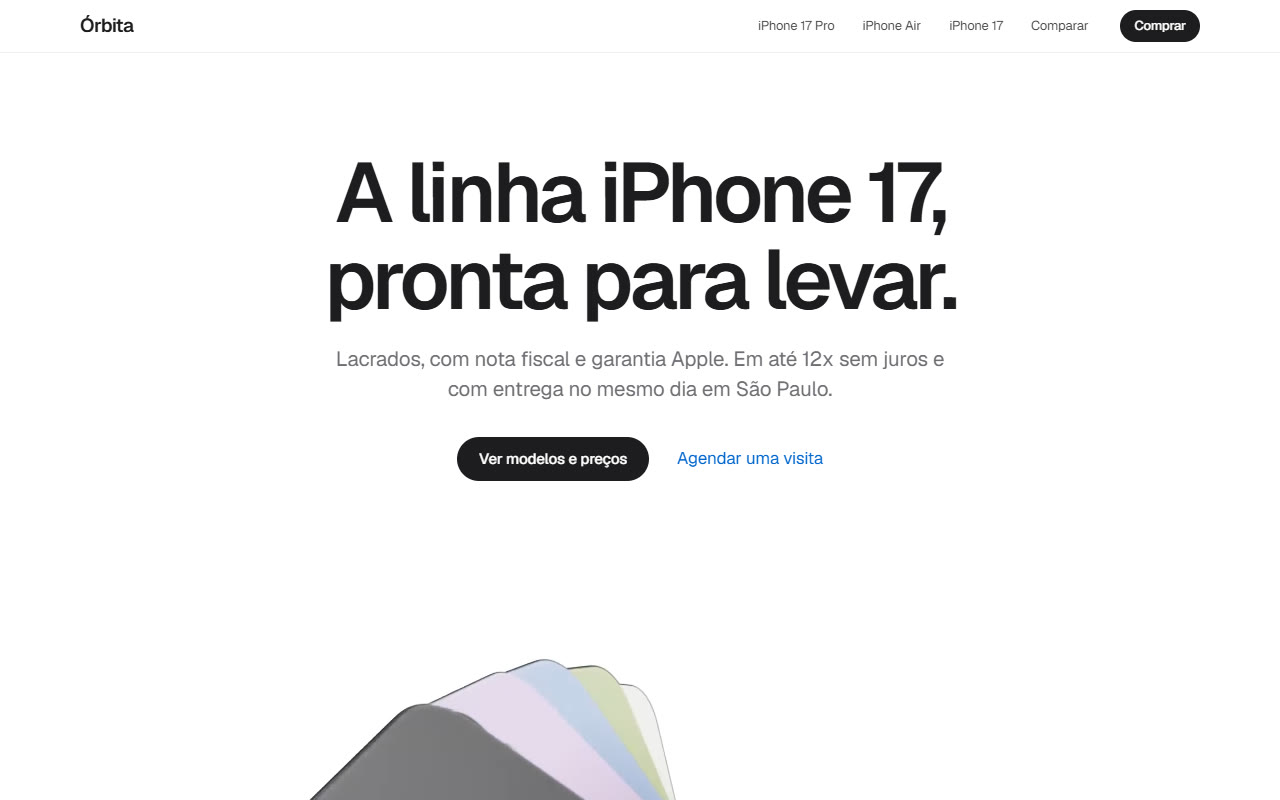 Órbita
iPhone 17 Pro
iPhone Air
iPhone 17
Comparar
Comprar
A linha iPhone 17,
pronta para levar.
Lacrados, com nota fiscal e garantia Apple. Em até 12x sem juros e
com entrega no mesmo dia em São Paulo.
Ver modelos e preços
Agendar uma visita